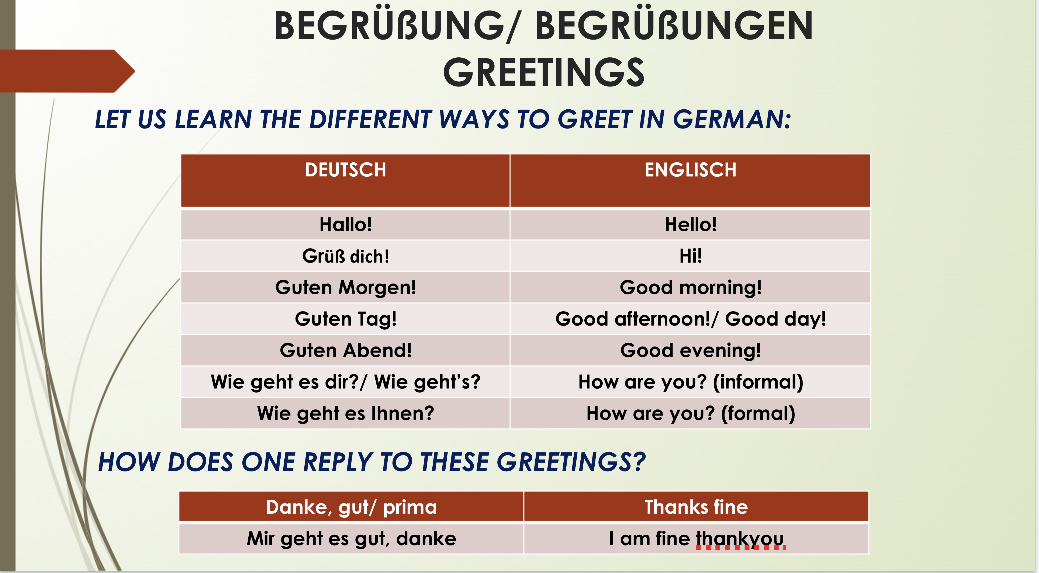 BEGRÜßUNG/ BEGRÜßUNGEN
GREETINGS
LET US LEARN THE DIFFERENT WAYS TO GREET IN GERMAN:
DEUTSCH ENGLISCH
Hallo! Hello!
Grüß dich! Hi!
Guten Morgen! Good morning!
Guten Tag! Good afternoon!/ Good day!
Guten Abend! Good evening!
Wie geht es dir?/ Wie geht's? How are you? (informal)
Wie geht es Ihnen? How are you? (formal)
HOW DOES ONE REPLY TO THESE GREETINGS?
Danke, gut/ prima Thanks fine
Mir geht es gut, danke I am fine thankyou